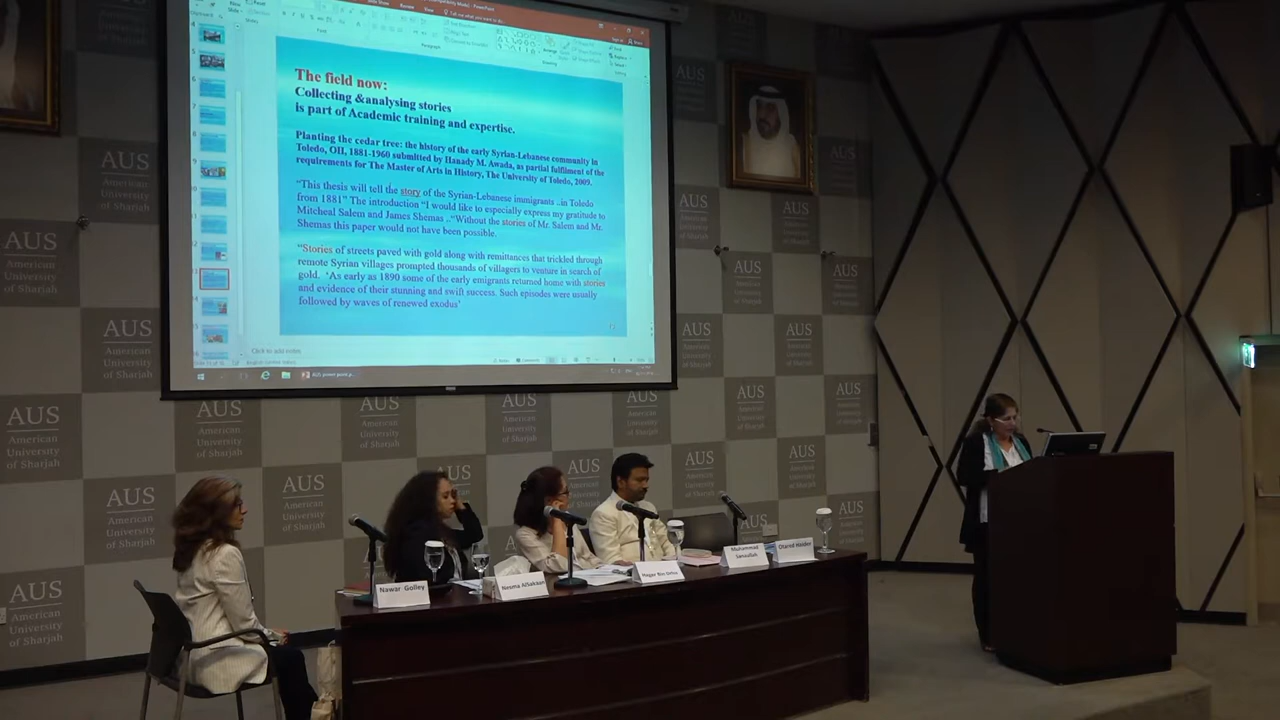 The field now:
Collecting &analysing stories
is part of Academic training and expertise.
Planting the cedar tree: the history of the early Syrian-Lebanese community in
Toledo, OH, 1881-1960 submitted by Hanady M. Awada, as partial fulfilment of the
requirements for The Master of Arts in History, The University of Toledo, 2009.
"This thesis will tell the story of the Syrian-Lebanese immigrants ..in Toledo
from 1881" The introduction "I would like to especially express my gratitude to
Mitcheal Salem and James Shemas .."Without the stories of Mr. Salem and Mr.
Shemas this paper would not have been possible.
"Stories of streets paved with gold along with remittances that trickled through
remote Syrian villages prompted thousands of villagers to venture in search of
gold. 'As early as 1890 some of the early emigrants returned home with stories
and evidence of their stunning and swift success. Such episodes were usually
followed by waves of renewed exodus'
Click to add notes
AUS
American
University
of Sharjah
Nawar Golley
Nesma AlSakaan
Muhammad
Sanaullah
Otared Haidar